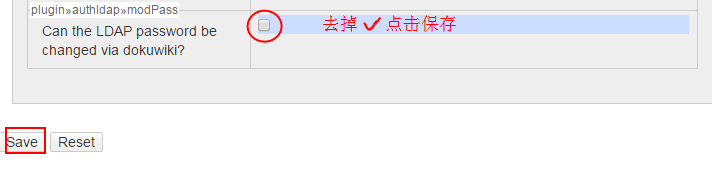 plugin»authldap»modPass
Can the LDAP password be
changed via dokuwiki?
去掉 ✓ 点击保存
Save Reset